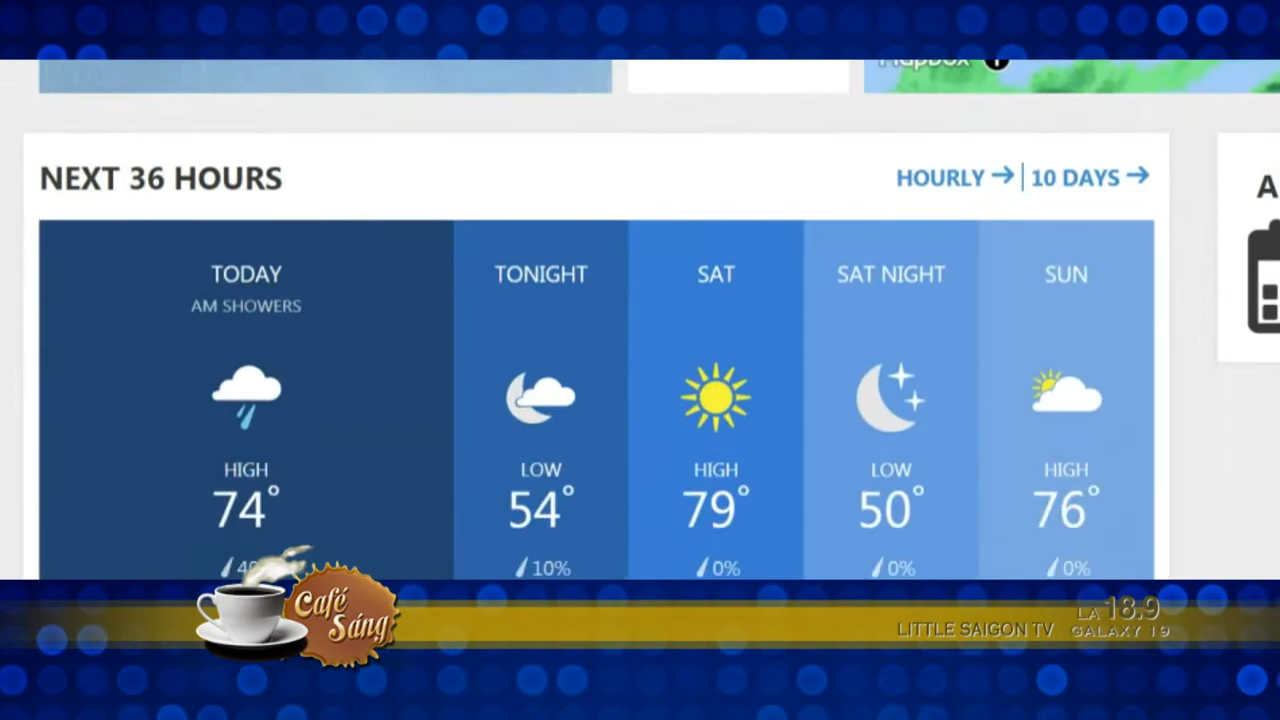 NEXT 36 HOURS
HOURLY → | 10 DAYS →
TODAY
AM SHOWERS
HIGH
74°
TONIGHT
LOW
54°
10%
SAT
HIGH
79°
0%
SAT NIGHT
LOW
50°
0%
SUN
HIGH
76°
0%
Café
Sáng
LITTLE SAIGON TV
LA 18.9
GALAXY 19